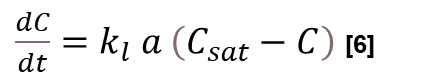 dC/dt = k_l a (C_sat − C) [6]